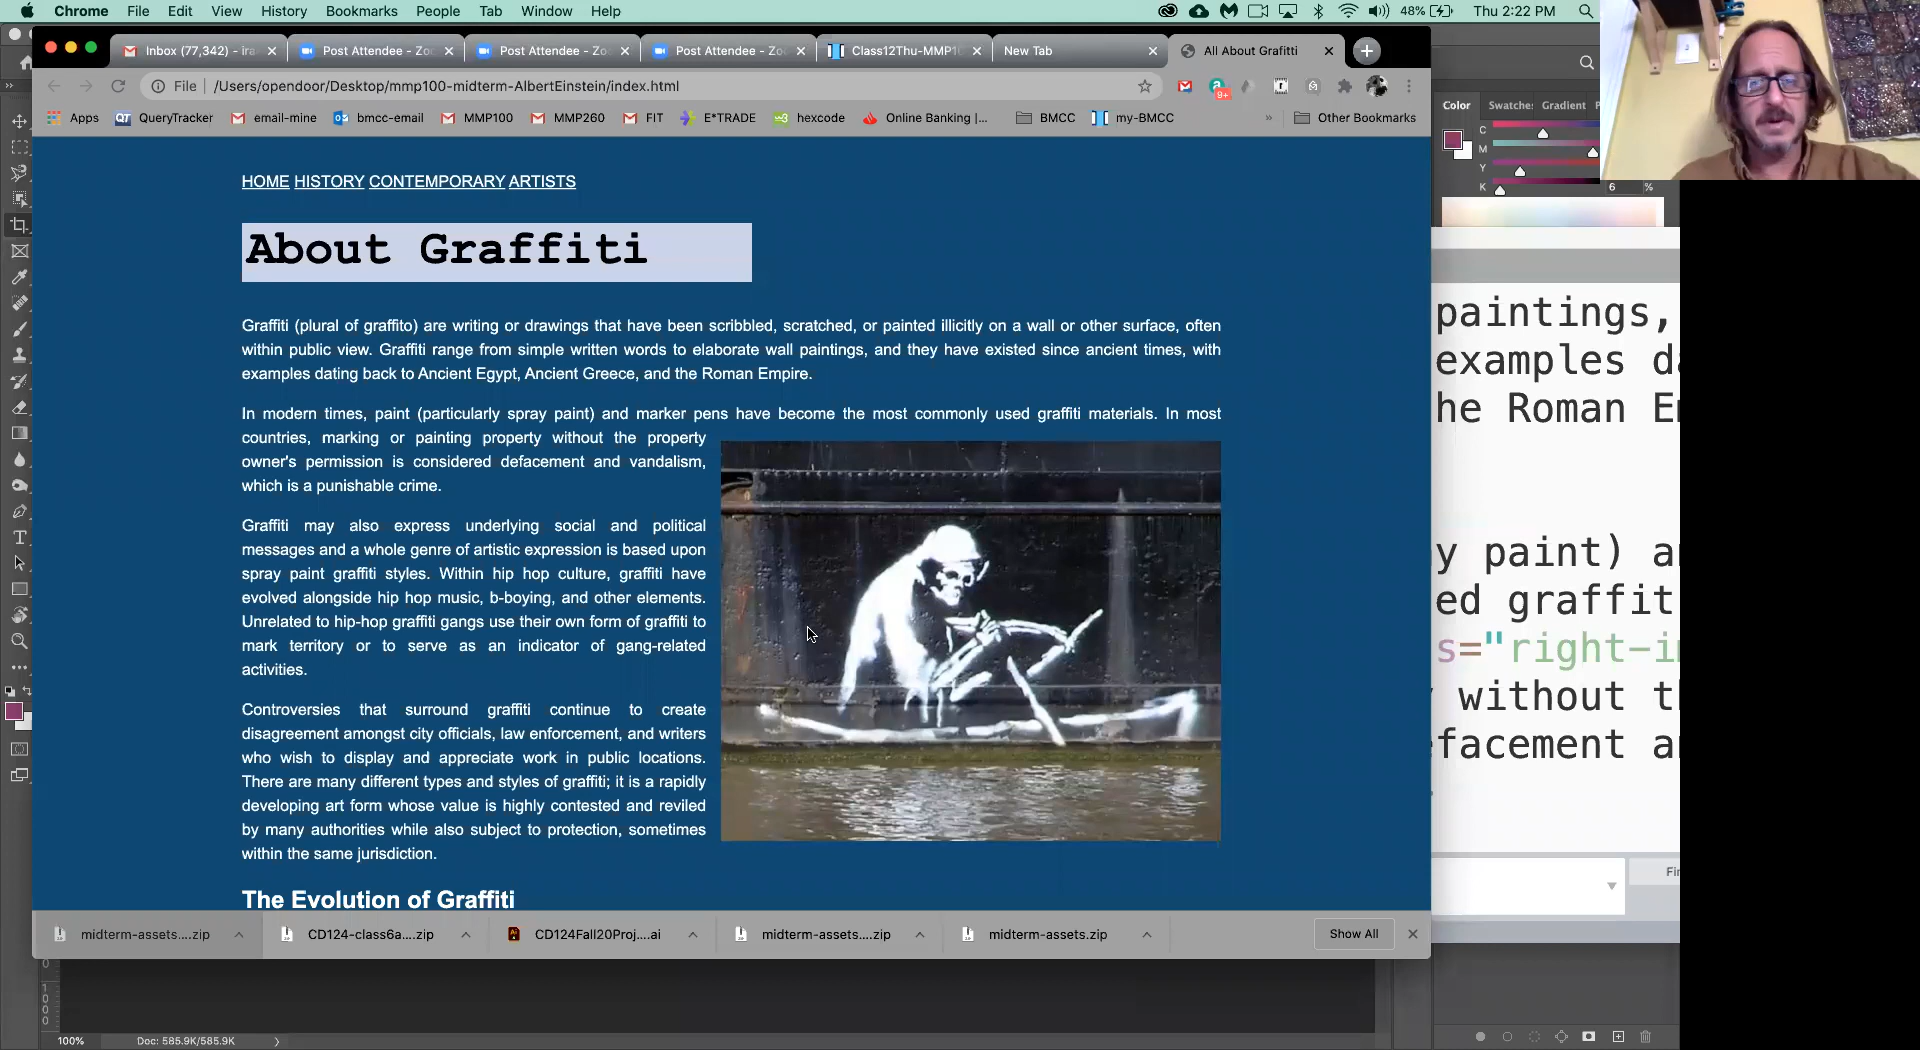 Chrome File Edit View History Bookmarks People Tab Window Help
48% Thu 2:22 PM
Inbox (77,342) - ira
Post Attendee - Zo
Post Attendee - Zo
Post Attendee - Zo
Class12Thu-MMP1
New Tab
All About Grafitti
File /Users/opendoor/Desktop/mmp100-midterm-AlbertEinstein/index.html
9+
Apps QueryTracker email-mine bmcc-email MMP100 MMP260 FIT E*TRADE hexcode Online Banking |... BMCC my-BMCC » Other Bookmarks
HOME HISTORY CONTEMPORARY ARTISTS
About Graffiti
Graffiti (plural of graffito) are writing or drawings that have been scribbled, scratched, or painted illicitly on a wall or other surface, often
within public view. Graffiti range from simple written words to elaborate wall paintings, and they have existed since ancient times, with
examples dating back to Ancient Egypt, Ancient Greece, and the Roman Empire.
In modern times, paint (particularly spray paint) and marker pens have become the most commonly used graffiti materials. In most
countries, marking or painting property without the property
owner's permission is considered defacement and vandalism,
which is a punishable crime.
Graffiti may also express underlying social and political
messages and a whole genre of artistic expression is based upon
spray paint graffiti styles. Within hip hop culture, graffiti have
evolved alongside hip hop music, b-boying, and other elements.
Unrelated to hip-hop graffiti gangs use their own form of graffiti to
mark territory or to serve as an indicator of gang-related
activities.
Controversies that surround graffiti continue to create
disagreement amongst city officials, law enforcement, and writers
who wish to display and appreciate work in public locations.
There are many different types and styles of graffiti; it is a rapidly
developing art form whose value is highly contested and reviled
by many authorities while also subject to protection, sometimes
within the same jurisdiction.
The Evolution of Graffiti
midterm-assets....zip
CD124-class6a....zip
CD124Fall20Proj....ai
midterm-assets....zip
midterm-assets.zip
Show All
100% Doc: 585.9K/585.9K
Color Swatches Gradient P
C
M
Y
K 6 %
paintings,
examples d
he Roman E
y paint) a
ed graffit
s="right-i
without t
efacement a
Fin